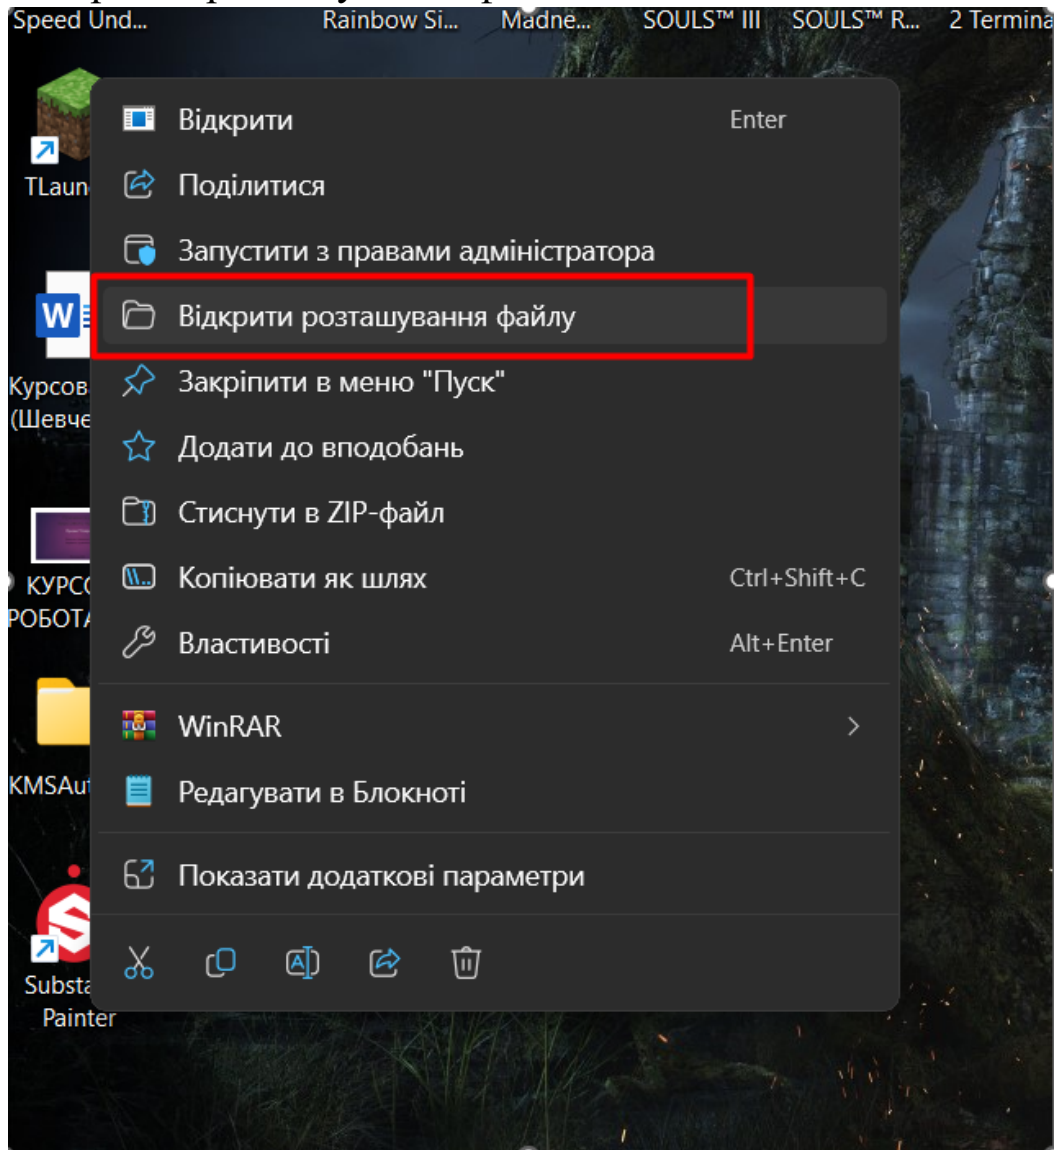 Speed Und...
Rainbow Si...
Madne...
SOULS™ III
SOULS™ R...
2 Termina
TLaun
Курсов
(Шевче
КУРСО
РОБОТА
KMSAut
Substa
Painter
Відкрити Enter
Поділитися
Запустити з правами адміністратора
Відкрити розташування файлу
Закріпити в меню "Пуск"
Додати до вподобань
Стиснути в ZIP-файл
Копіювати як шлях Ctrl+Shift+C
Властивості Alt+Enter
WinRAR
Редагувати в Блокноті
Показати додаткові параметри